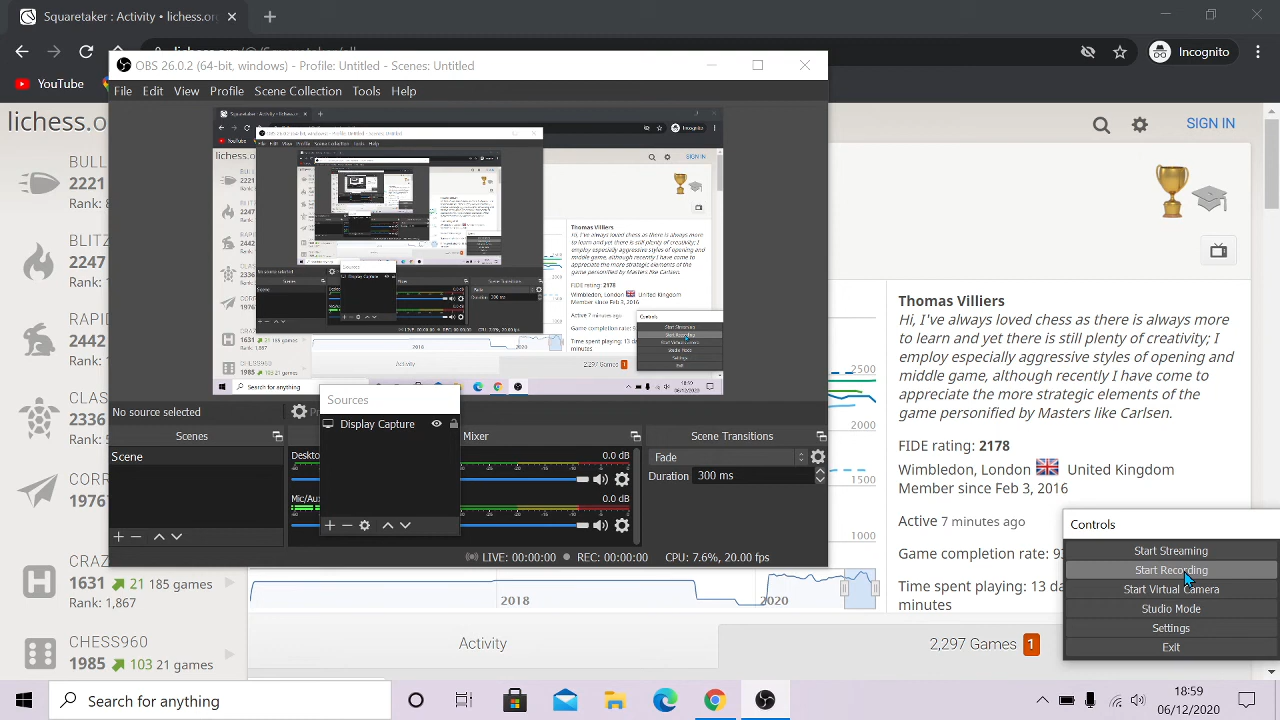 Squaretaker : Activity • lichess.or
Incognito
YouTube
OBS 26.0.2 (64-bit, windows) - Profile: Untitled - Scenes: Untitled
File Edit View Profile Scene Collection Tools Help
lichess.o
SIGN IN
BULL
2221
BLITZ
2247
Rank:
RAPID
2442
Rank:
CLAS
2336
Rank:
CORR
1976?
CRAZ
1631 21 185 games
Rank: 1,867
CHESS960
1985 103 21 games
Thomas Villiers
Hi, I've always loved chess as there is always more
to learn and yet there is still plenty of creativity; I
employ especially aggressive styles of opening and
middle game, although recently I have come to
appreciate the more strategic elements of the
game personified by Masters like Carlsen.
FIDE rating: 2178
Wimbledon, London United Kingdom
Member since Feb 3, 2016
Active 7 minutes ago
Game completion rate: 9
Time spent playing: 13 da
minutes
2500
2000
1500
1000
No source selected
Sources
Display Capture
Scenes
Scene
Mixer
Deskto
0.0 dB
Mic/Aux
0.0 dB
Scene Transitions
Fade
Duration 300 ms
LIVE: 00:00:00 REC: 00:00:00 CPU: 7.6%, 20.00 fps
Controls
Start Streaming
Start Recording
Start Virtual Camera
Studio Mode
Settings
Exit
2018
2020
Activity
2,297 Games 1
Search for anything
18:59
06/12/2020